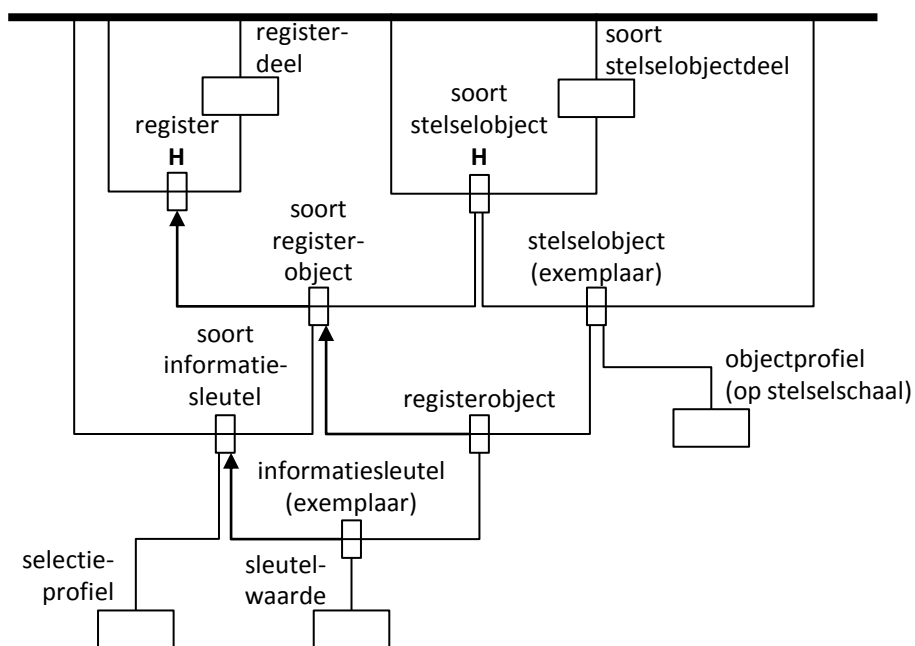 register-
deel
soort
stelselobjectdeel
register
H
soort
stelselobject
H
soort
register-
object
stelselobject
(exemplaar)
soort
informatie-
sleutel
registerobject
objectprofiel
(op stelselschaal)
informatiesleutel
(exemplaar)
selectie-
profiel
sleutel-
waarde